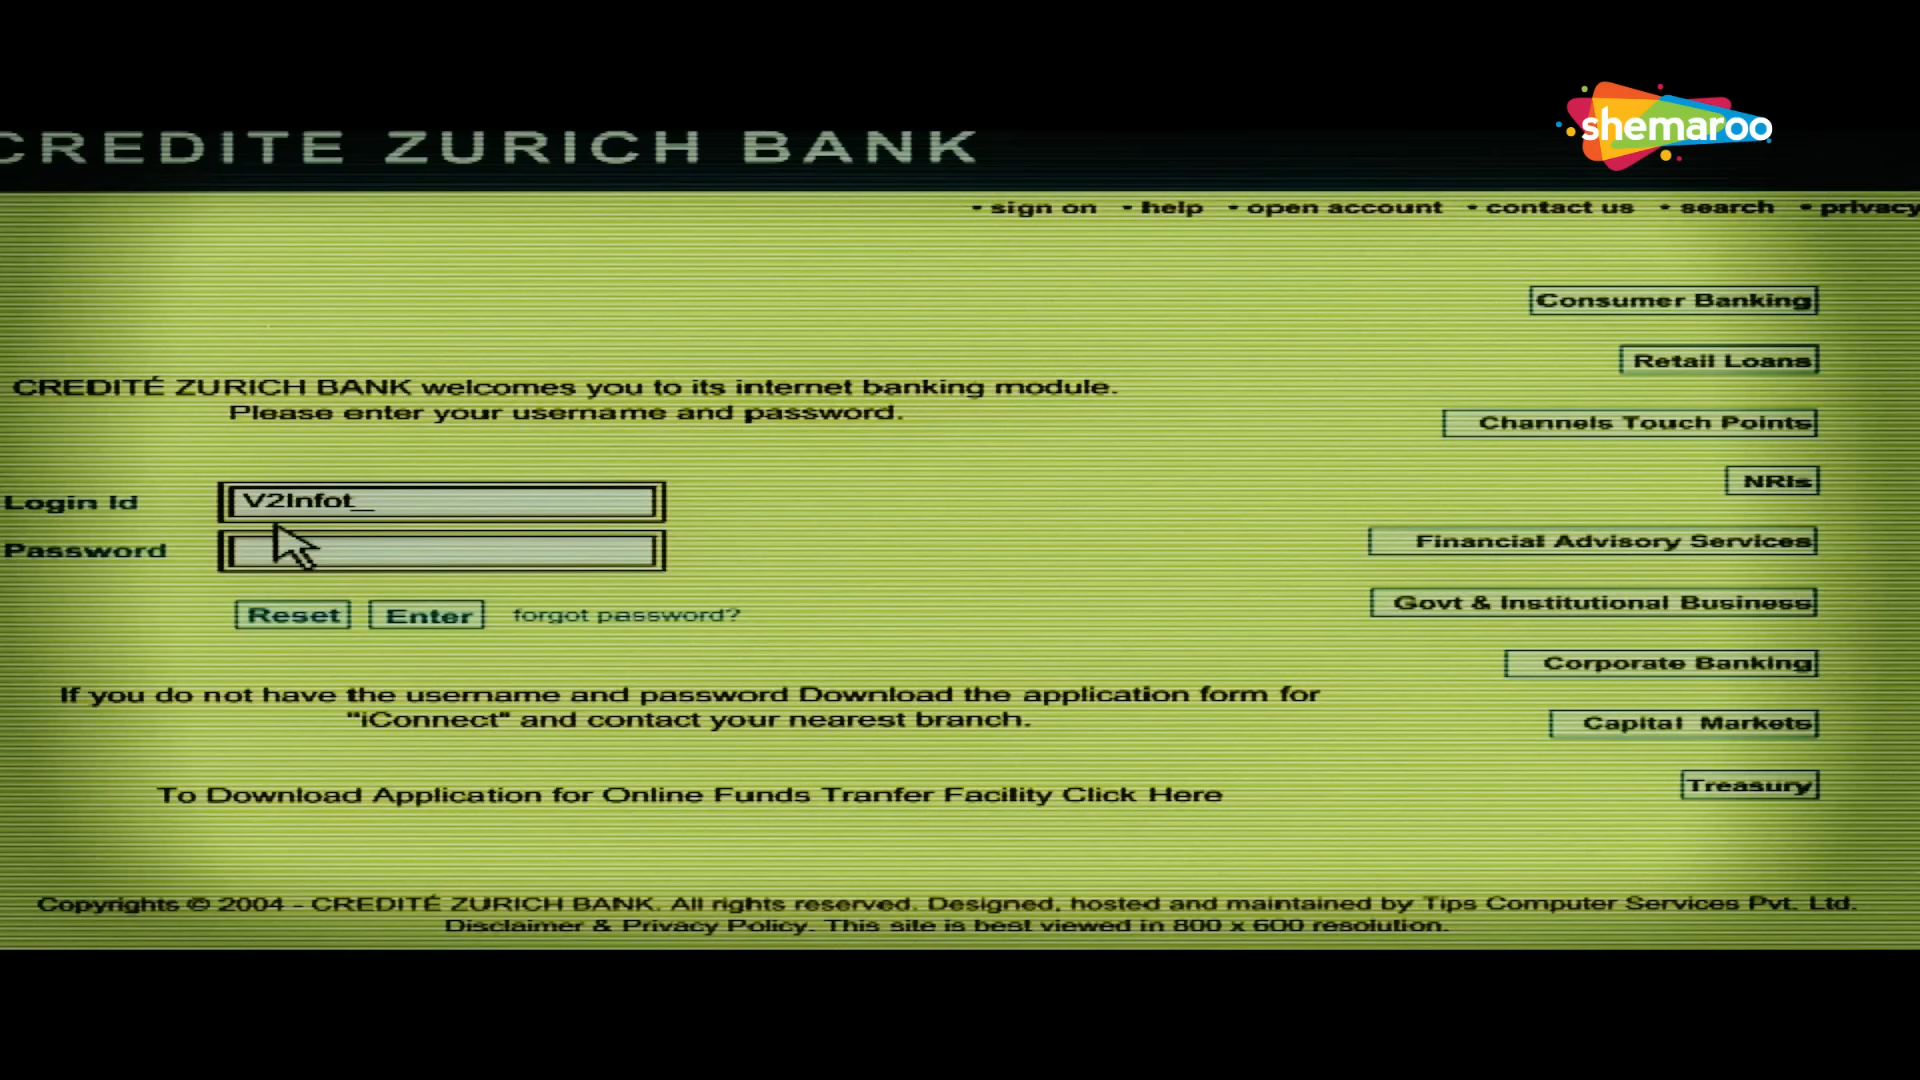 shemaroo
CREDITE ZURICH BANK
• sign on • help • open account • contact us • search • privacy
Consumer Banking
Retail Loans
CREDITÉ ZURICH BANK welcomes you to its internet banking module.
Please enter your username and password.
Channels Touch Points
NRIs
Login Id V2Infot_
Financial Advisory Services
Password
Govt & Institutional Business
Reset Enter forgot password?
Corporate Banking
If you do not have the username and password Download the application form for
"iConnect" and contact your nearest branch.
Capital Markets
Treasury
To Download Application for Online Funds Tranfer Facility Click Here
Copyrights © 2004 - CREDITÉ ZURICH BANK. All rights reserved. Designed, hosted and maintained by Tips Computer Services Pvt. Ltd.
Disclaimer & Privacy Policy. This site is best viewed in 800 x 600 resolution.